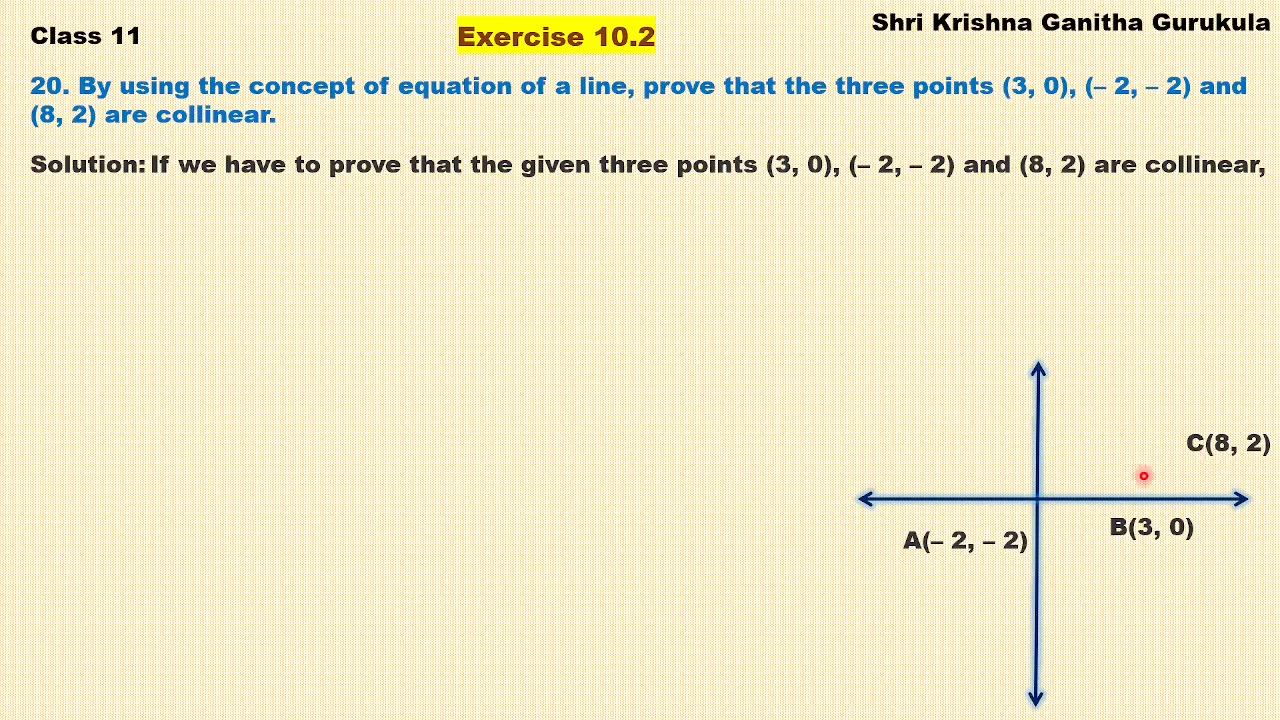 Class 11
Exercise 10.2
Shri Krishna Ganitha Gurukula
20. By using the concept of equation of a line, prove that the three points (3, 0), (– 2, – 2) and
(8, 2) are collinear.
Solution: If we have to prove that the given three points (3, 0), (– 2, – 2) and (8, 2) are collinear,
C(8, 2)
B(3, 0)
A(– 2, – 2)